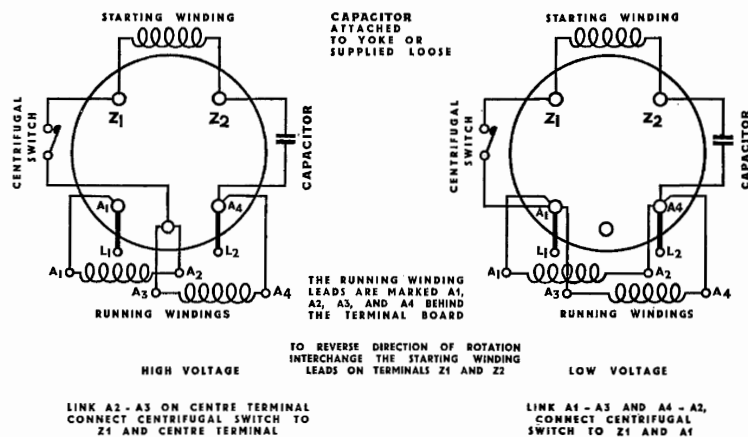 STARTING WINDING
CAPACITOR
ATTACHED
TO YOKE OR
SUPPLIED LOOSE
STARTING WINDING
Z1
Z2
CENTRIFUGAL
SWITCH
CAPACITOR
A1
A4
L1
L2
A1
A2
A3
A4
RUNNING WINDINGS
Z1
Z2
CENTRIFUGAL
SWITCH
CAPACITOR
A1
A4
L1
L2
A1
A2
A3
A4
RUNNING WINDINGS
THE RUNNING WINDING
LEADS ARE MARKED A1,
A2, A3, AND A4 BEHIND
THE TERMINAL BOARD
TO REVERSE DIRECTION OF ROTATION
INTERCHANGE THE STARTING WINDING
LEADS ON TERMINALS Z1 AND Z2
HIGH VOLTAGE
LOW VOLTAGE
LINK A2 - A3 ON CENTRE TERMINAL
CONNECT CENTRIFUGAL SWITCH TO
Z1 AND CENTRE TERMINAL
LINK A1 - A3 AND A4 - A2,
CONNECT CENTRIFUGAL
SWITCH TO Z1 AND A1